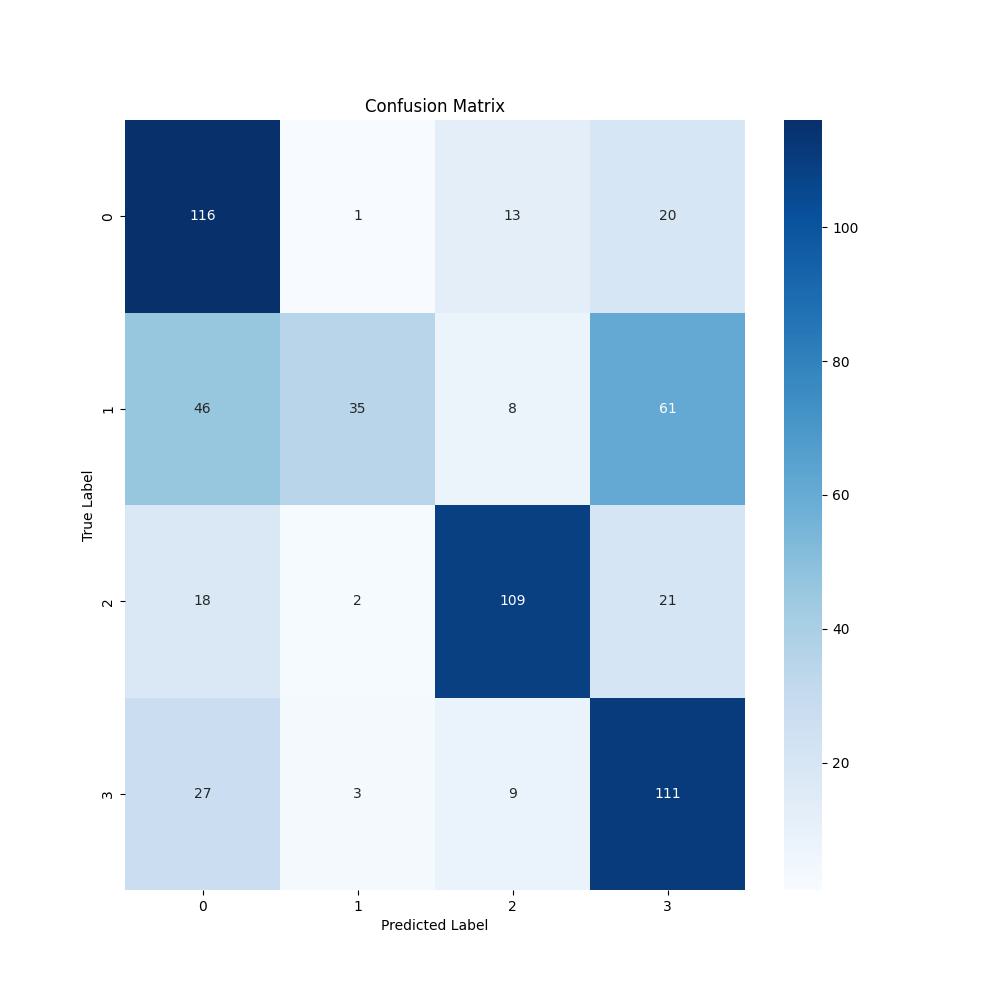 Confusion Matrix
0 116 1 13 20
1 46 35 8 61
2 18 2 109 21
3 27 3 9 111
0 1 2 3
True Label
Predicted Label
100
80
60
40
20